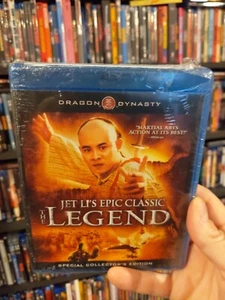 DRAGON DYNASTY
"MARTIAL ARTS
ACTION AT ITS BEST!"
JET LI'S EPIC CLASSIC
THE LEGEND
SPECIAL COLLECTOR'S EDITION